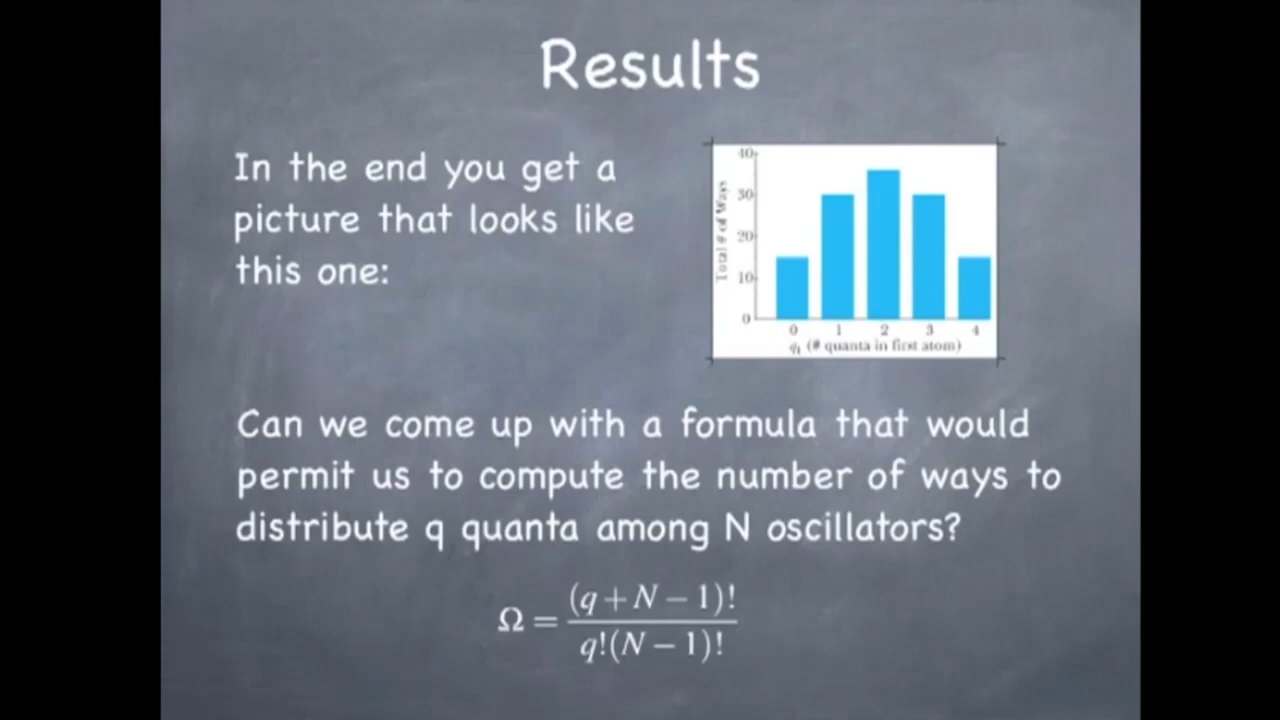 Results
In the end you get a
picture that looks like
this one:
Total # of Ways
40
30
20
10
0
0 1 2 3 4
q₁ (# quanta in first atom)
Can we come up with a formula that would
permit us to compute the number of ways to
distribute q quanta among N oscillators?
Ω = (q + N − 1)! / q!(N − 1)!